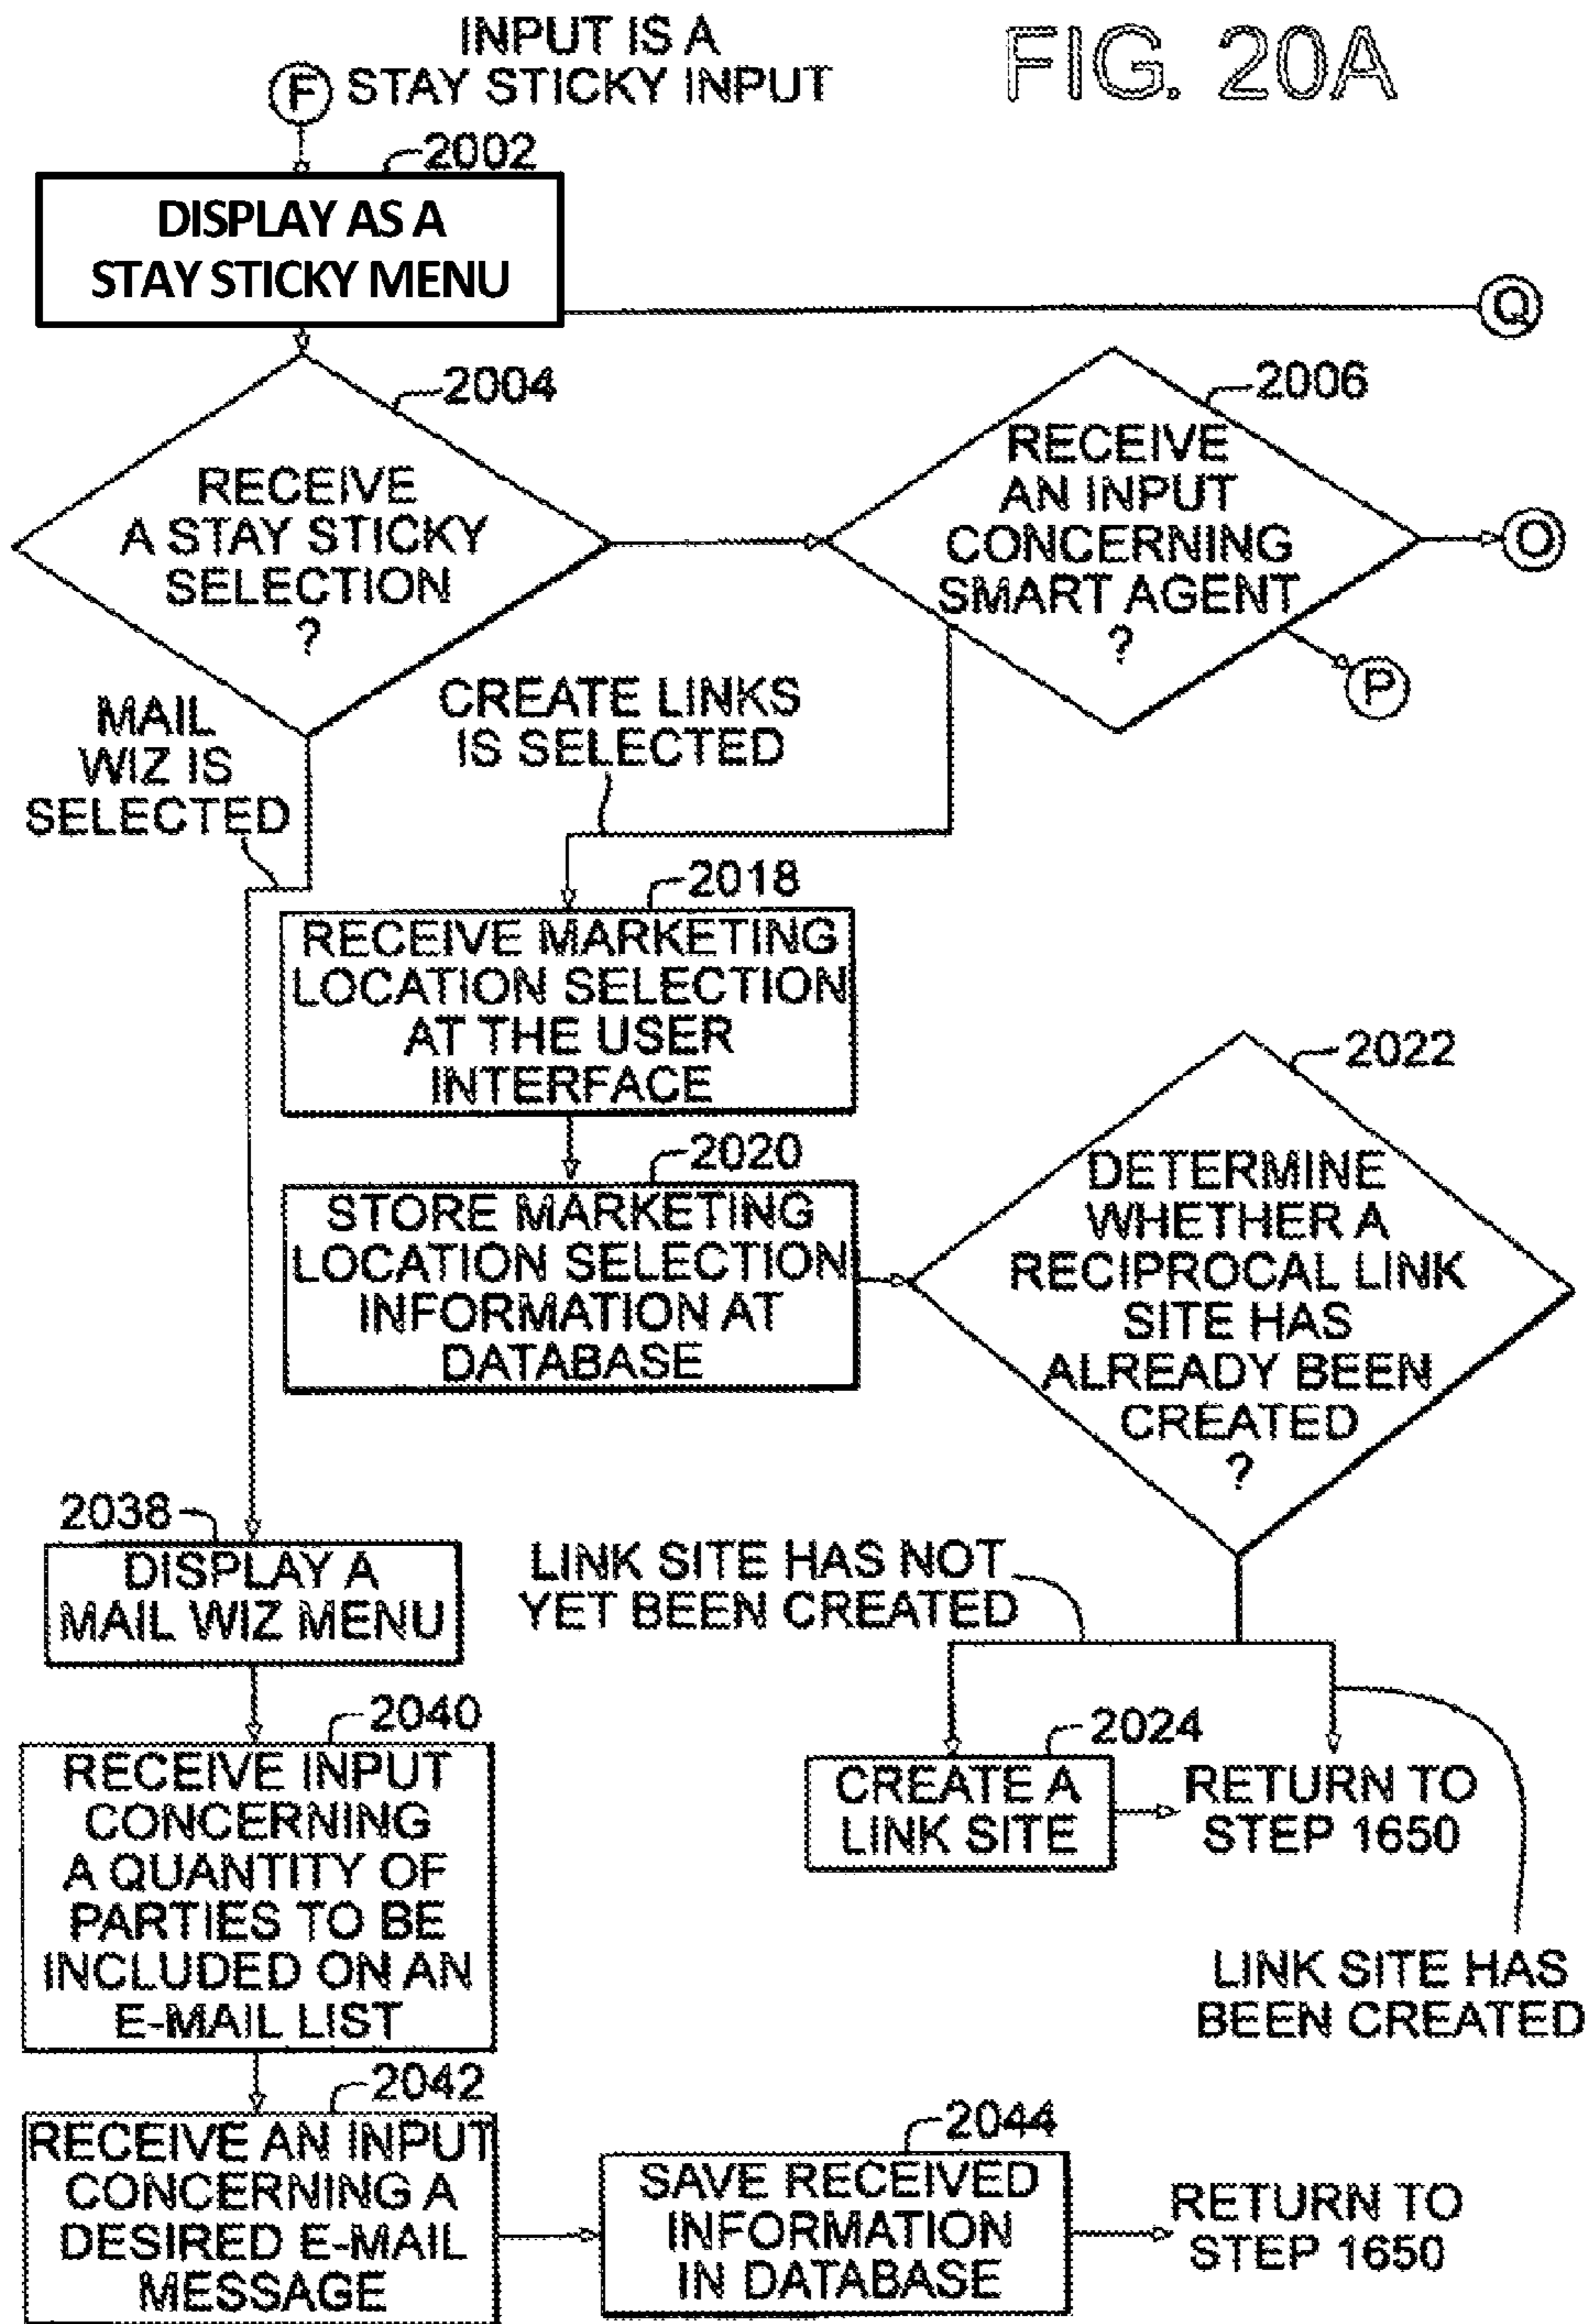 FIG. 20A
INPUT IS A
STAY STICKY INPUT
F
2002
DISPLAY AS A
STAY STICKY MENU
Q
2004
RECEIVE
A STAY STICKY
SELECTION
?
2006
RECEIVE
AN INPUT
CONCERNING
SMART AGENT
?
O
P
MAIL
WIZ IS
SELECTED
CREATE LINKS
IS SELECTED
2018
RECEIVE MARKETING
LOCATION SELECTION
AT THE USER
INTERFACE
2020
STORE MARKETING
LOCATION SELECTION
INFORMATION AT
DATABASE
2022
DETERMINE
WHETHER A
RECIPROCAL LINK
SITE HAS
ALREADY BEEN
CREATED
?
LINK SITE HAS NOT
YET BEEN CREATED
2024
CREATE A
LINK SITE
RETURN TO
STEP 1650
LINK SITE HAS
BEEN CREATED
2038
DISPLAY A
MAIL WIZ MENU
2040
RECEIVE INPUT
CONCERNING
A QUANTITY OF
PARTIES TO BE
INCLUDED ON AN
E-MAIL LIST
2042
RECEIVE AN INPUT
CONCERNING A
DESIRED E-MAIL
MESSAGE
2044
SAVE RECEIVED
INFORMATION
IN DATABASE
RETURN TO
STEP 1650